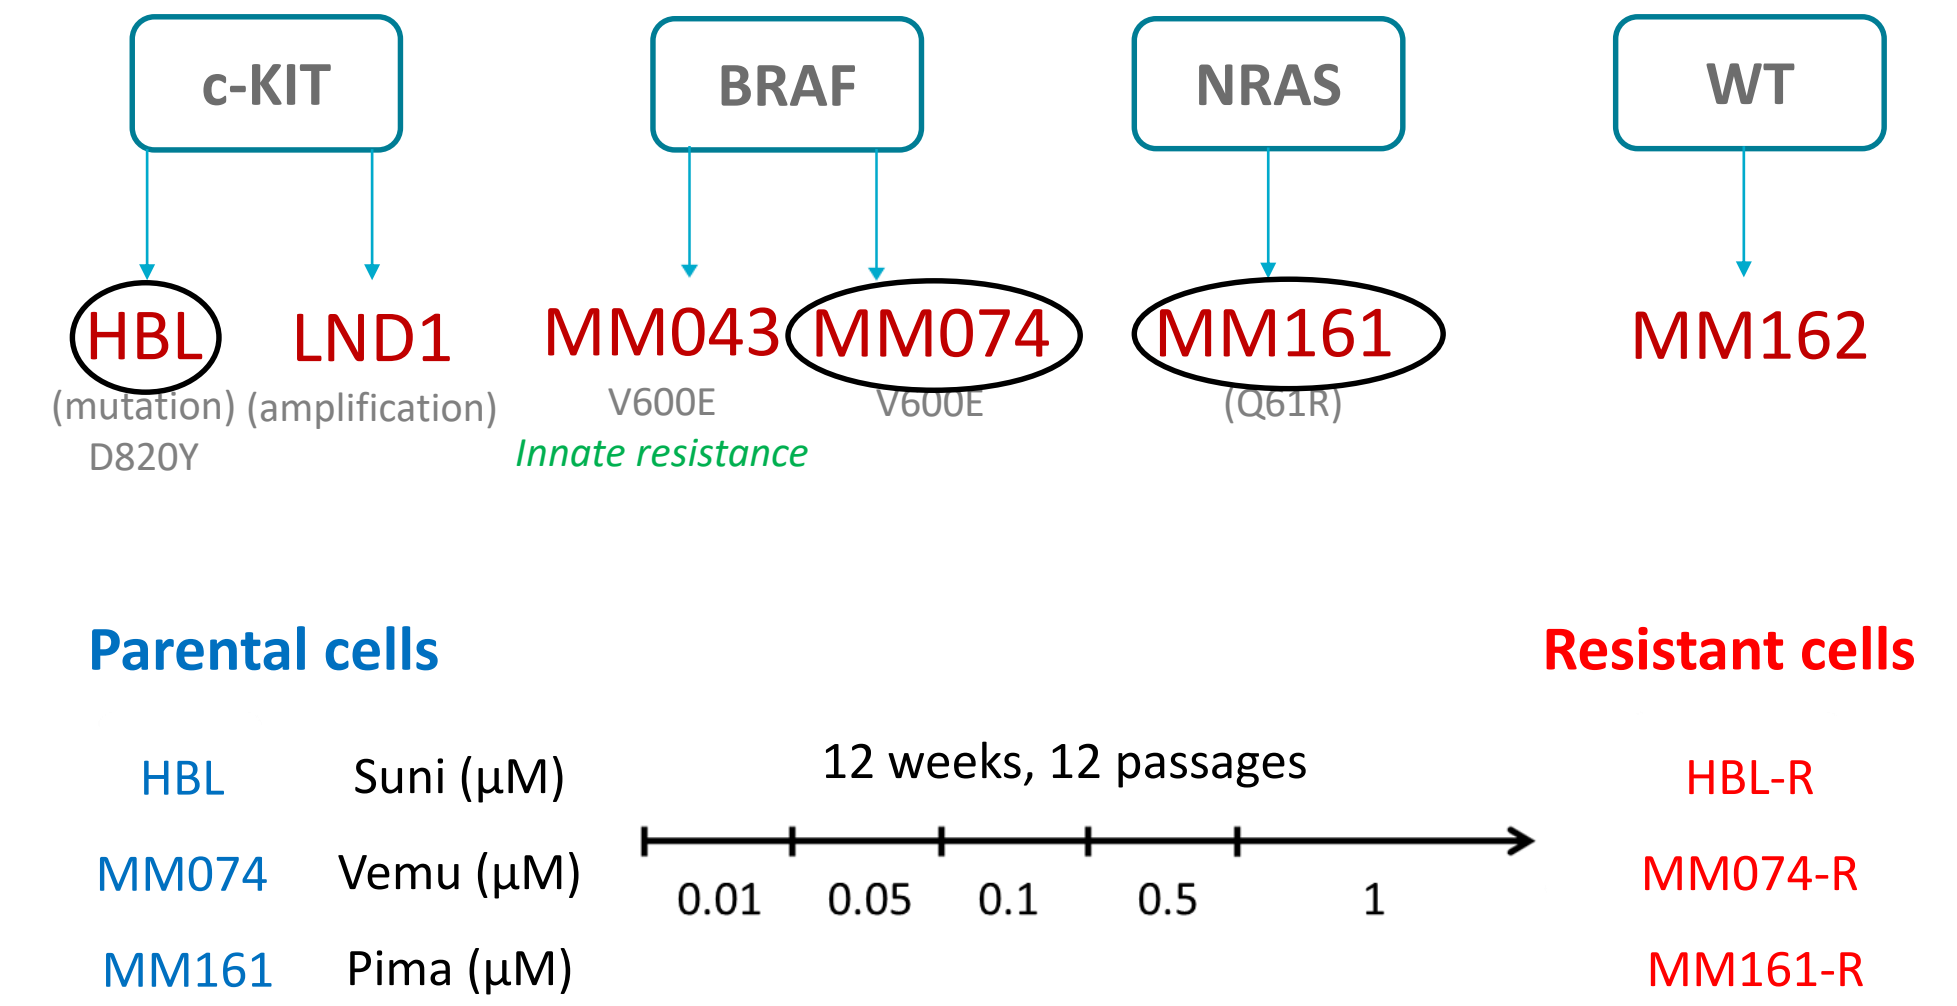 c-KIT BRAF NRAS WT
HBL LND1 MM043 MM074 MM161 MM162
(mutation) (amplification) V600E V600E (Q61R)
D820Y Innate resistance
Parental cells Resistant cells
12 weeks, 12 passages
HBL Suni (µM) HBL-R
MM074 Vemu (µM) MM074-R
0.01 0.05 0.1 0.5 1
MM161 Pima (µM) MM161-R